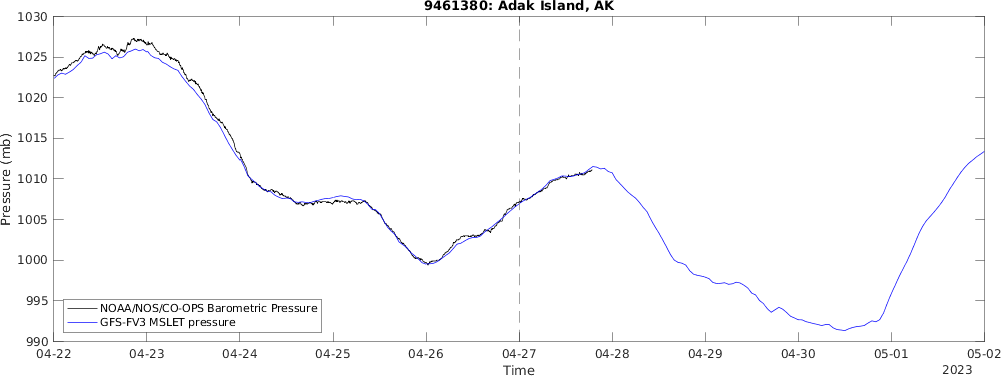 9461380: Adak Island, AK
1030
1025
1020
1015
1010
1005
1000
995
990
Pressure (mb)
NOAA/NOS/CO-OPS Barometric Pressure
GFS-FV3 MSLET pressure
04-22 04-23 04-24 04-25 04-26 04-27 04-28 04-29 04-30 05-01 05-02
Time
2023